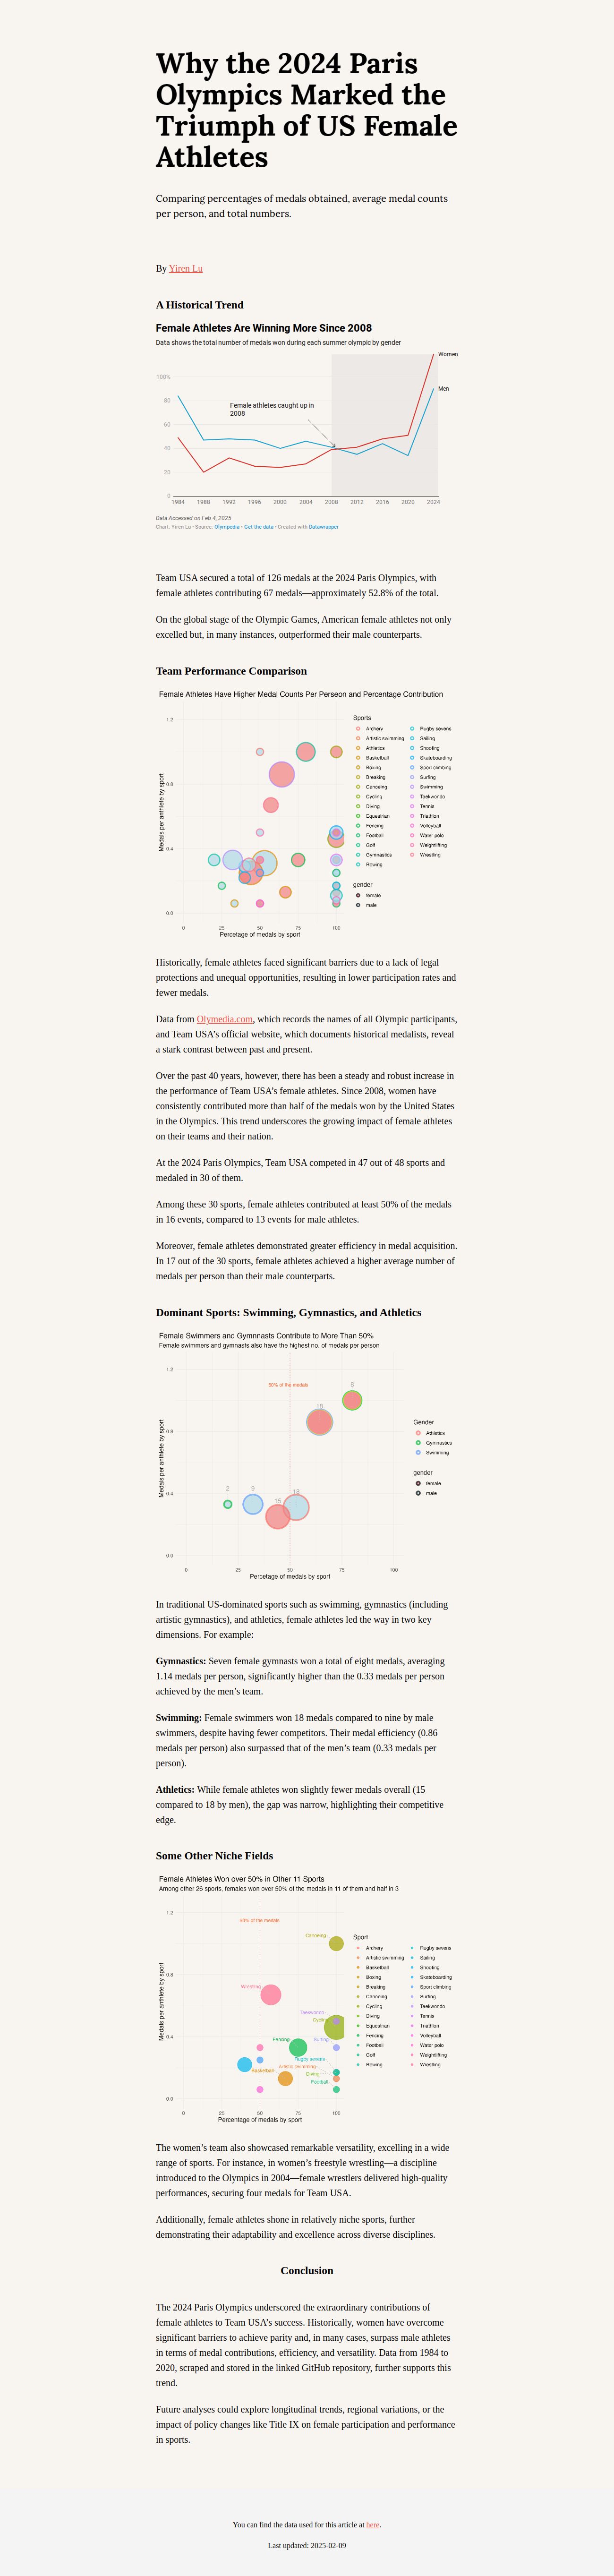 Why the 2024 Paris
Olympics Marked the
Triumph of US Female
Athletes
Comparing percentages of medals obtained, average medal counts
per person, and total numbers.
By Yiren Lu
A Historical Trend
Female Athletes Are Winning More Since 2008
Data shows the total number of medals won during each summer olympic by gender
Women
100%
Men
80
Female athletes caught up in
2008
60
40
20
0
1984 1988 1992 1996 2000 2004 2008 2012 2016 2020 2024
Data Accessed on Feb 4, 2025
Chart: Yiren Lu • Source: Olympedia • Get the data • Created with Datawrapper
Team USA secured a total of 126 medals at the 2024 Paris Olympics, with
female athletes contributing 67 medals—approximately 52.8% of the total.
On the global stage of the Olympic Games, American female athletes not only
excelled but, in many instances, outperformed their male counterparts.
Team Performance Comparison
Female Athletes Have Higher Medal Counts Per Perseon and Percentage Contribution
1.2
0.8
0.4
0.0
Medals per anthlete by sport
0 25 50 75 100
Percetage of medals by sport
Sports
Archery Rugby sevens
Artistic swimming Sailing
Athletics Shooting
Basketball Skateboarding
Boxing Sport climbing
Breaking Surfing
Canoeing Swimming
Cycling Taekwondo
Diving Tennis
Equestrian Triathlon
Fencing Volleyball
Football Water polo
Golf Weightlifting
Gymnastics Wrestling
Rowing
gender
female
male
Historically, female athletes faced significant barriers due to a lack of legal
protections and unequal opportunities, resulting in lower participation rates and
fewer medals.
Data from Olymedia.com, which records the names of all Olympic participants,
and Team USA's official website, which documents historical medalists, reveal
a stark contrast between past and present.
Over the past 40 years, however, there has been a steady and robust increase in
the performance of Team USA's female athletes. Since 2008, women have
consistently contributed more than half of the medals won by the United States
in the Olympics. This trend underscores the growing impact of female athletes
on their teams and their nation.
At the 2024 Paris Olympics, Team USA competed in 47 out of 48 sports and
medaled in 30 of them.
Among these 30 sports, female athletes contributed at least 50% of the medals
in 16 events, compared to 13 events for male athletes.
Moreover, female athletes demonstrated greater efficiency in medal acquisition.
In 17 out of the 30 sports, female athletes achieved a higher average number of
medals per person than their male counterparts.
Dominant Sports: Swimming, Gymnastics, and Athletics
Female Swimmers and Gymnnasts Contribute to More Than 50%
Female swimmers and gymnasts also have the highest no. of medals per person
1.2
0.8
0.4
0.0
Medals per anthlete by sport
50% of the medals
8
18
2
9
15
18
0 25 50 75 100
Percetage of medals by sport
Gender
Athletics
Gymnastics
Swimming
gender
female
male
In traditional US-dominated sports such as swimming, gymnastics (including
artistic gymnastics), and athletics, female athletes led the way in two key
dimensions. For example:
Gymnastics: Seven female gymnasts won a total of eight medals, averaging
1.14 medals per person, significantly higher than the 0.33 medals per person
achieved by the men's team.
Swimming: Female swimmers won 18 medals compared to nine by male
swimmers, despite having fewer competitors. Their medal efficiency (0.86
medals per person) also surpassed that of the men's team (0.33 medals per
person).
Athletics: While female athletes won slightly fewer medals overall (15
compared to 18 by men), the gap was narrow, highlighting their competitive
edge.
Some Other Niche Fields
Female Athletes Won over 50% in Other 11 Sports
Among other 26 sports, females won over 50% of the medals in 11 of them and half in 3
1.2
0.8
0.4
0.0
Medals per anthlete by sport
50% of the medals
Canoeing
Wrestling
Taekwondo
Cycling
Fencing
Surfing
Rugby sevens
Artistic swimming
Basketball
Diving
Football
0 25 50 75 100
Percetage of medals by sport
Sport
Archery Rugby sevens
Artistic swimming Sailing
Basketball Shooting
Boxing Skateboarding
Breaking Sport climbing
Canoeing Surfing
Cycling Taekwondo
Diving Tennis
Equestrian Triathlon
Fencing Volleyball
Football Water polo
Golf Weightlifting
Rowing Wrestling
The women's team also showcased remarkable versatility, excelling in a wide
range of sports. For instance, in women's freestyle wrestling—a discipline
introduced to the Olympics in 2004—female wrestlers delivered high-quality
performances, securing four medals for Team USA.
Additionally, female athletes shone in relatively niche sports, further
demonstrating their adaptability and excellence across diverse disciplines.
Conclusion
The 2024 Paris Olympics underscored the extraordinary contributions of
female athletes to Team USA's success. Historically, women have overcome
significant barriers to achieve parity and, in many cases, surpass male athletes
in terms of medal contributions, efficiency, and versatility. Data from 1984 to
2020, scraped and stored in the linked GitHub repository, further supports this
trend.
Future analyses could explore longitudinal trends, regional variations, or the
impact of policy changes like Title IX on female participation and performance
in sports.
You can find the data used for this article at here.
Last updated: 2025-02-09